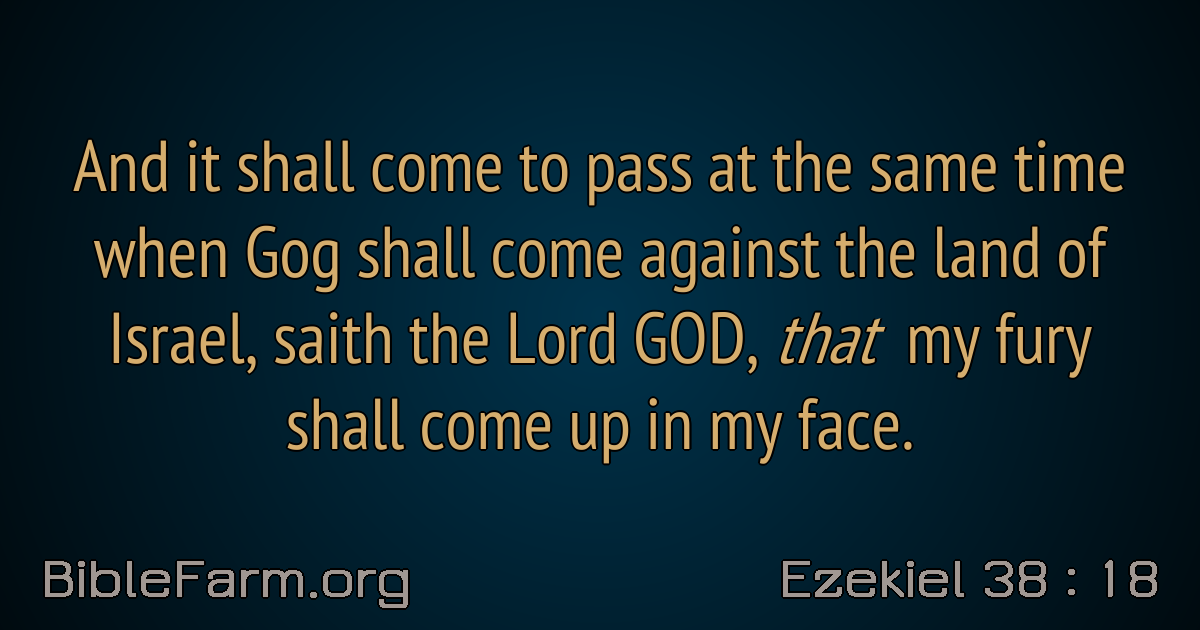 And it shall come to pass at the same time
when Gog shall come against the land of
Israel, saith the Lord GOD, that my fury
shall come up in my face.
BibleFarm.org
Ezekiel 38 : 18